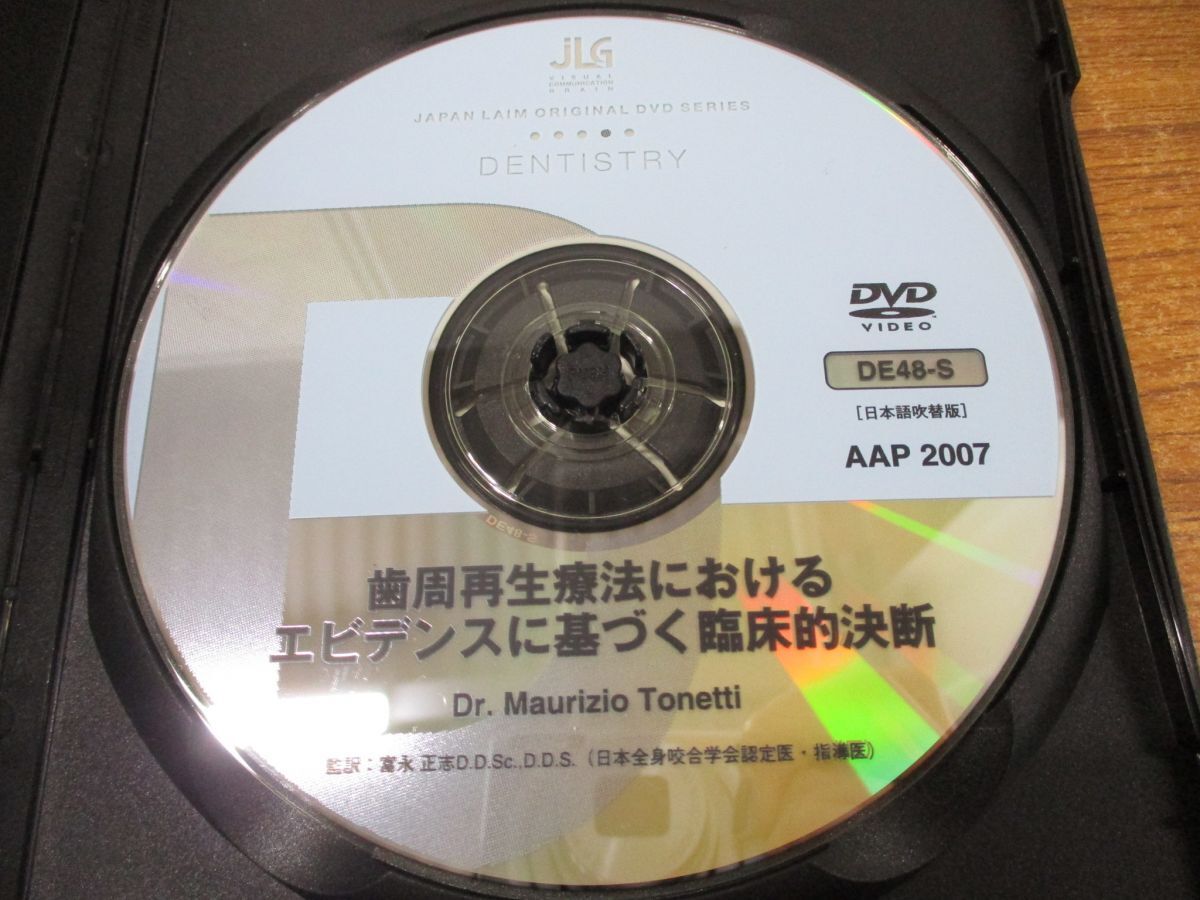 JLG
VISUAL
COMMUNICATION
BRAIN
JAPAN LAIM ORIGINAL DVD SERIES
DENTISTRY
DVD
VIDEO
DE48-S
[日本語吹替版]
AAP 2007
PUSH
DE48-S
歯周再生療法における
エビデンスに基づく臨床的決断
Dr. Maurizio Tonetti
監訳：富永 正志D.D.Sc.,D.D.S.（日本全身咬合学会認定医・指導医）